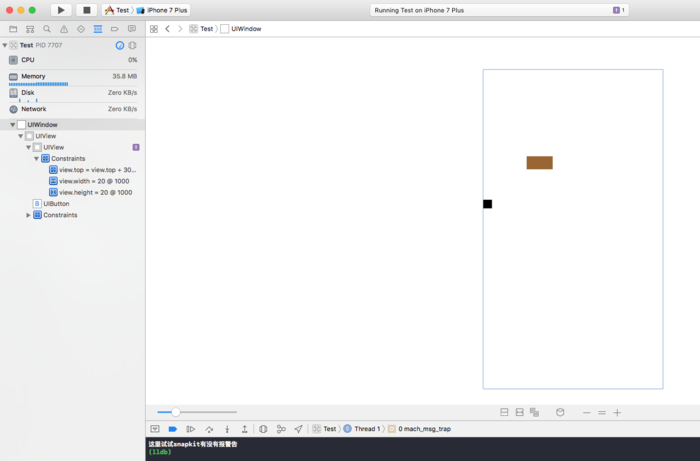 Test 〉 iPhone 7 Plus
Running Test on iPhone 7 Plus
1
Test PID 7707
Test 〉 UIWindow
CPU 0%
Memory 35.8 MB
Disk Zero KB/s
Network Zero KB/s
UIWindow
UIView
UIView
Constraints
view.top = view.top + 30...
view.width = 20 @ 1000
view.height = 20 @ 1000
B UIButton
Constraints
Test 〉 Thread 1 〉 0 mach_msg_trap
这里试试snapkit有没有报警告
(lldb)